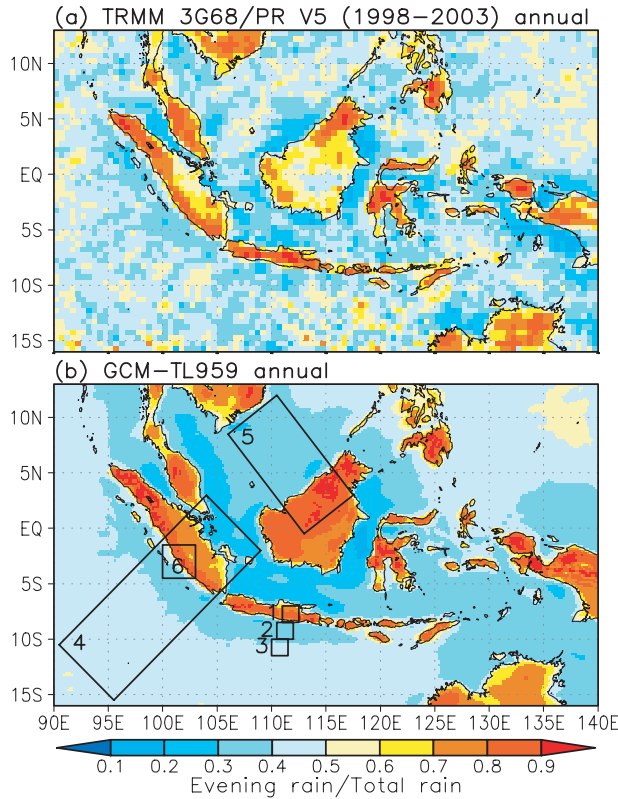 (a) TRMM 3G68/PR V5 (1998−2003) annual
10N
5N
EQ
5S
10S
15S
(b) GCM−TL959 annual
10N
5N
EQ
5S
10S
15S
5
6
4
1
2
3
90E 95E 100E 105E 110E 115E 120E 125E 130E 135E 140E
0.1 0.2 0.3 0.4 0.5 0.6 0.7 0.8 0.9
Evening rain/Total rain